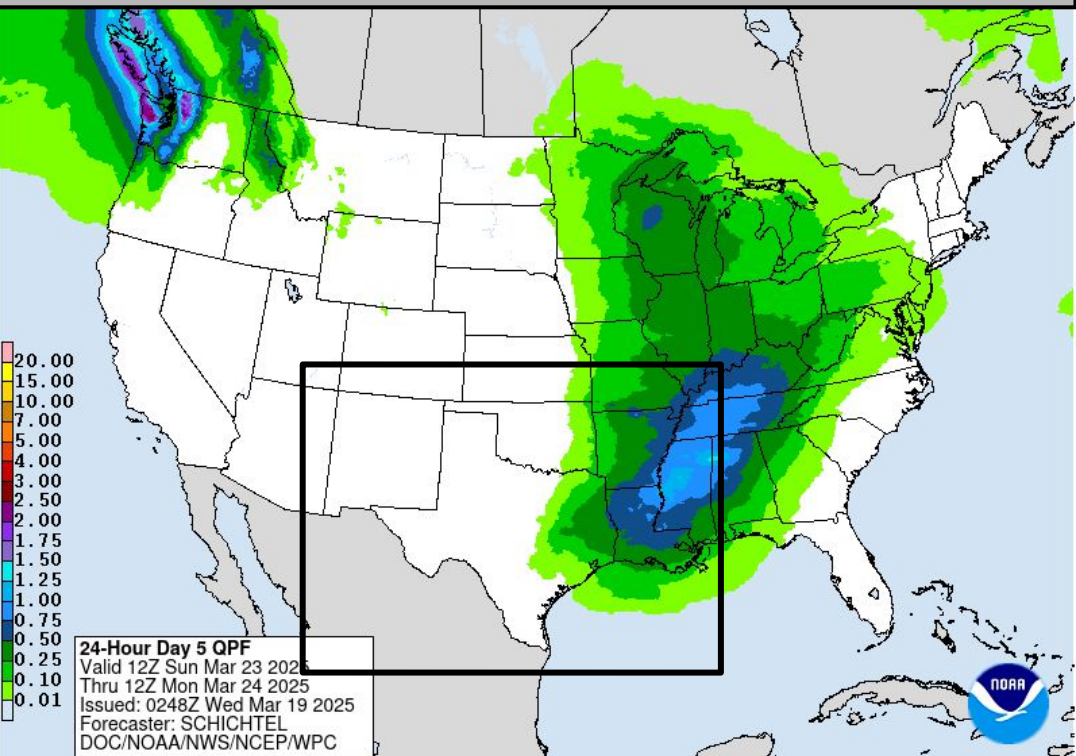 20.00
15.00
10.00
7.00
5.00
4.00
3.00
2.50
2.00
1.75
1.50
1.25
1.00
0.75
0.50
0.25
0.10
0.01
24-Hour Day 5 QPF
Valid 12Z Sun Mar 23 2025
Thru 12Z Mon Mar 24 2025
Issued: 0248Z Wed Mar 19 2025
Forecaster: SCHICHTEL
DOC/NOAA/NWS/NCEP/WPC
NOAA